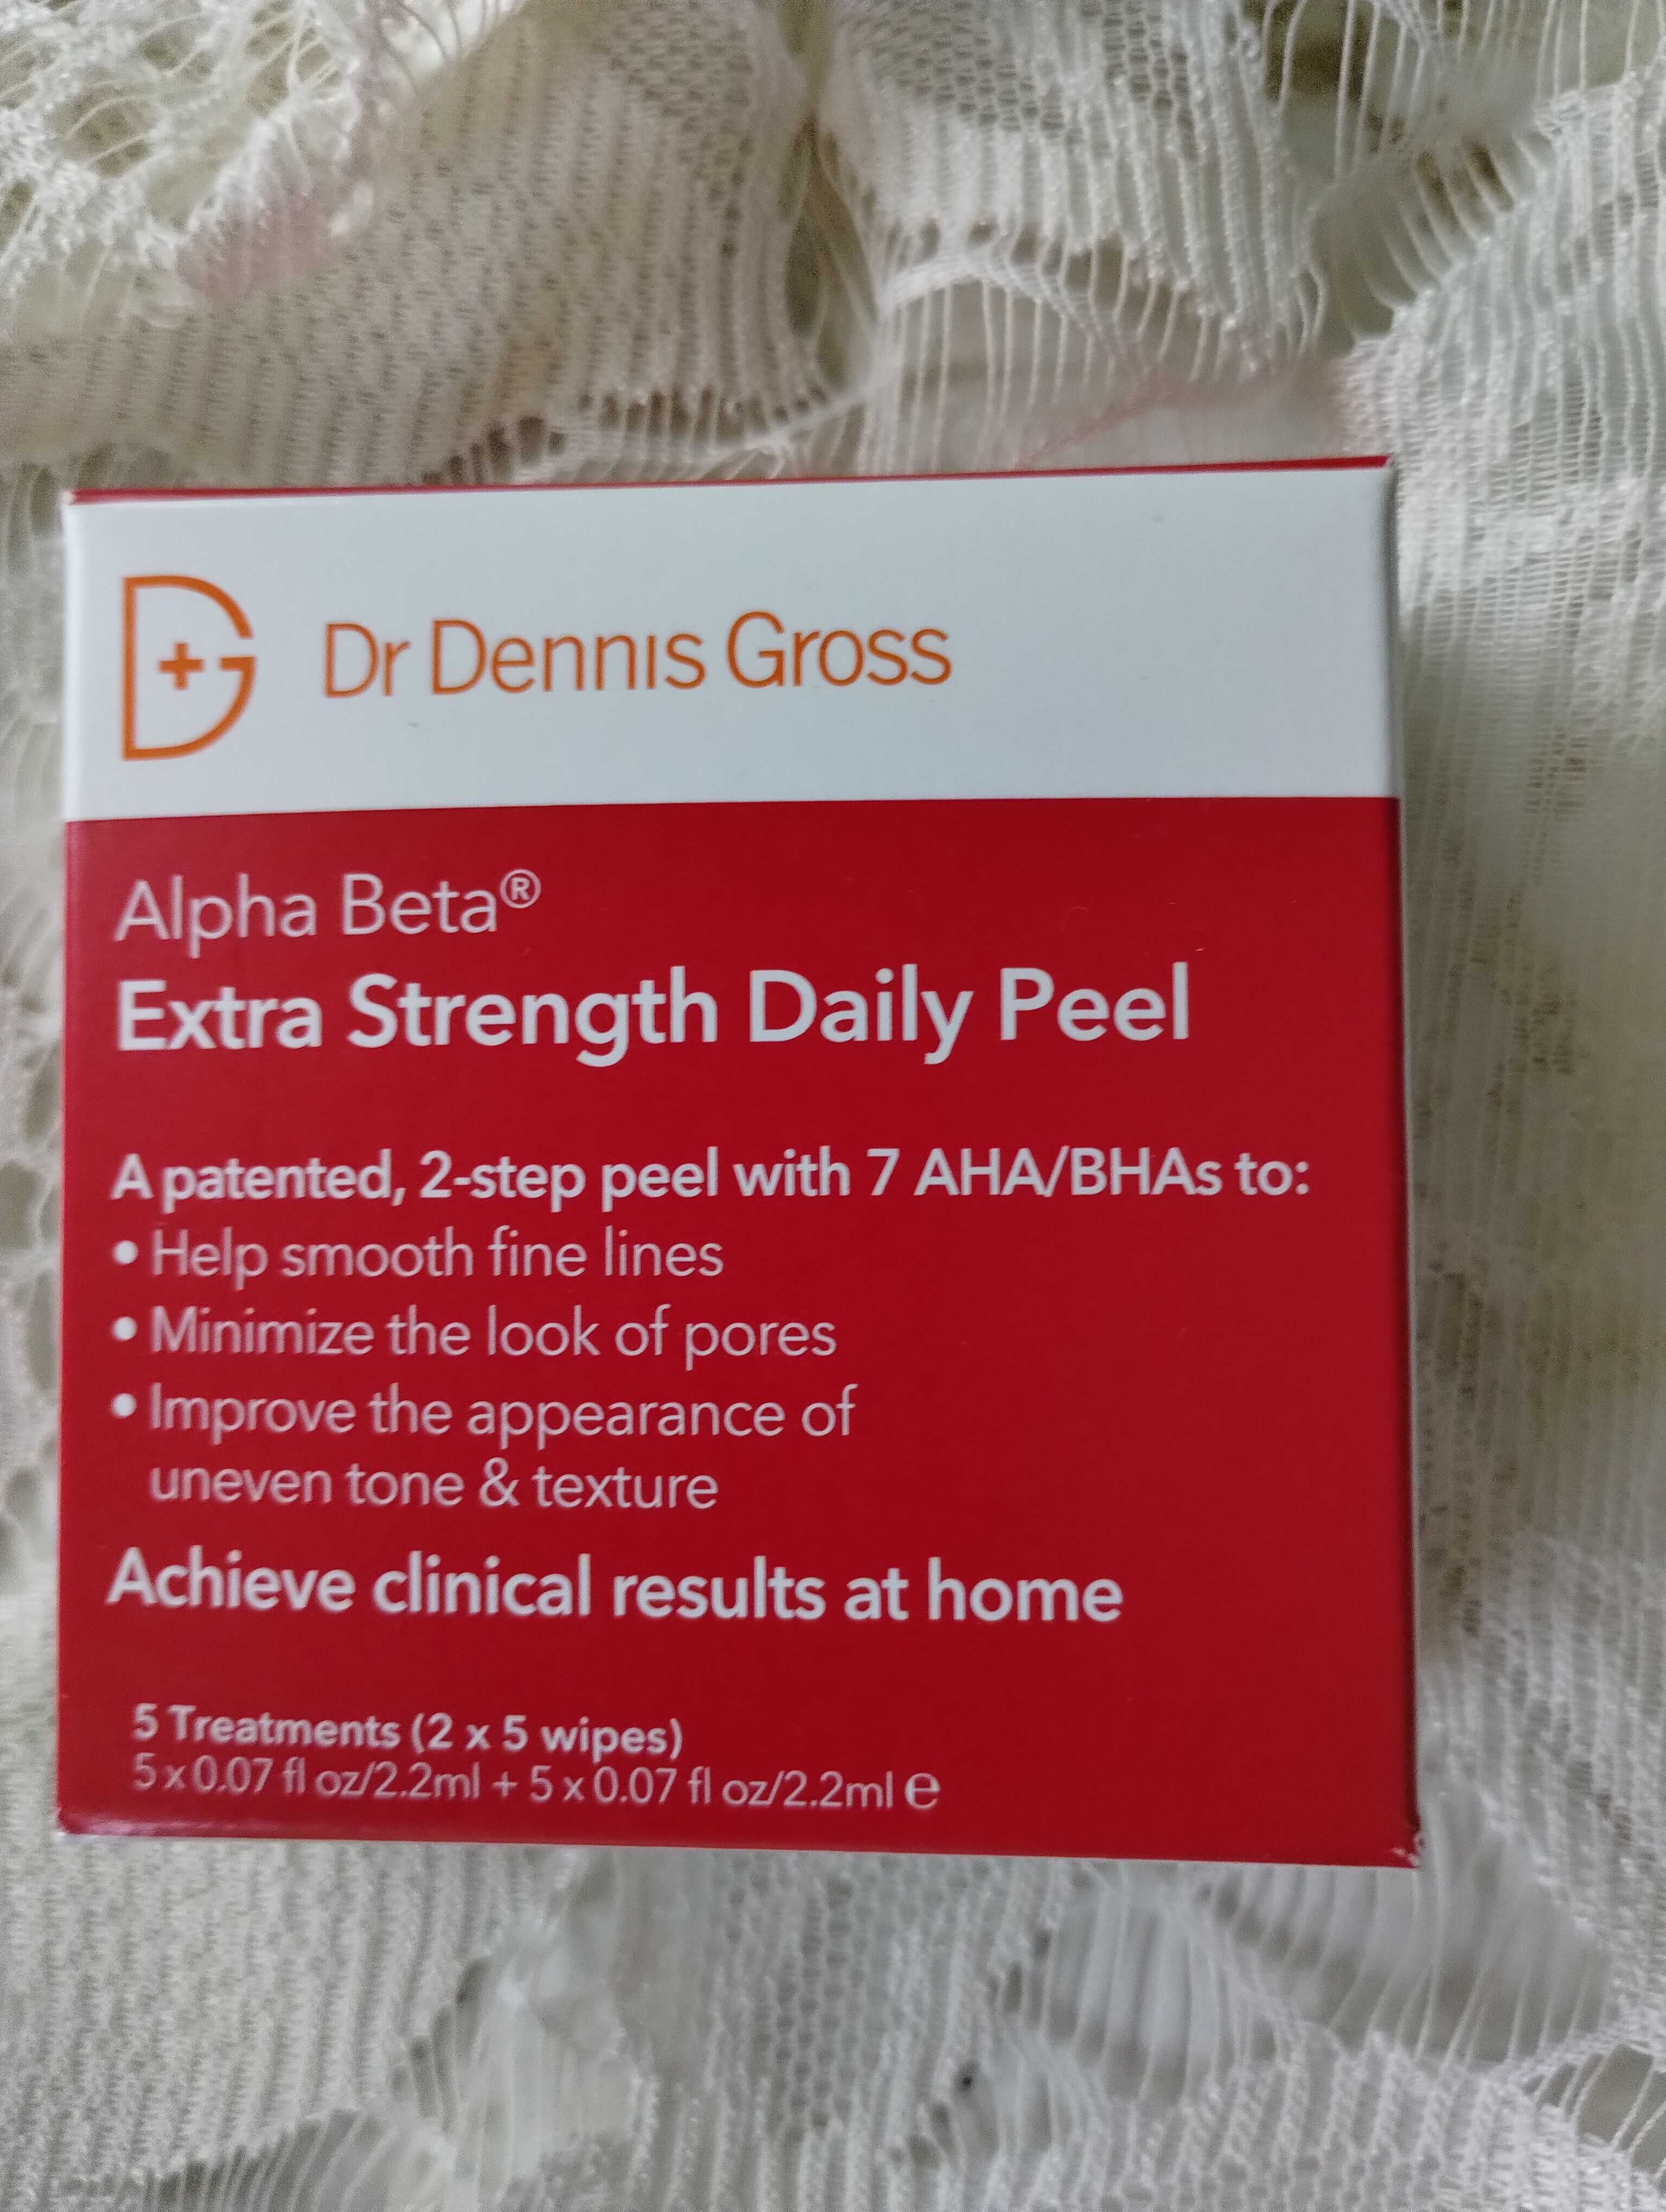 Dr Dennis Gross
Alpha Beta®
Extra Strength Daily Peel
A patented, 2-step peel with 7 AHA/BHAs to:
• Help smooth fine lines
• Minimize the look of pores
• Improve the appearance of
uneven tone & texture
Achieve clinical results at home
5 Treatments (2 x 5 wipes)
5 x 0.07 fl oz/2.2ml + 5 x 0.07 fl oz/2.2ml ℮